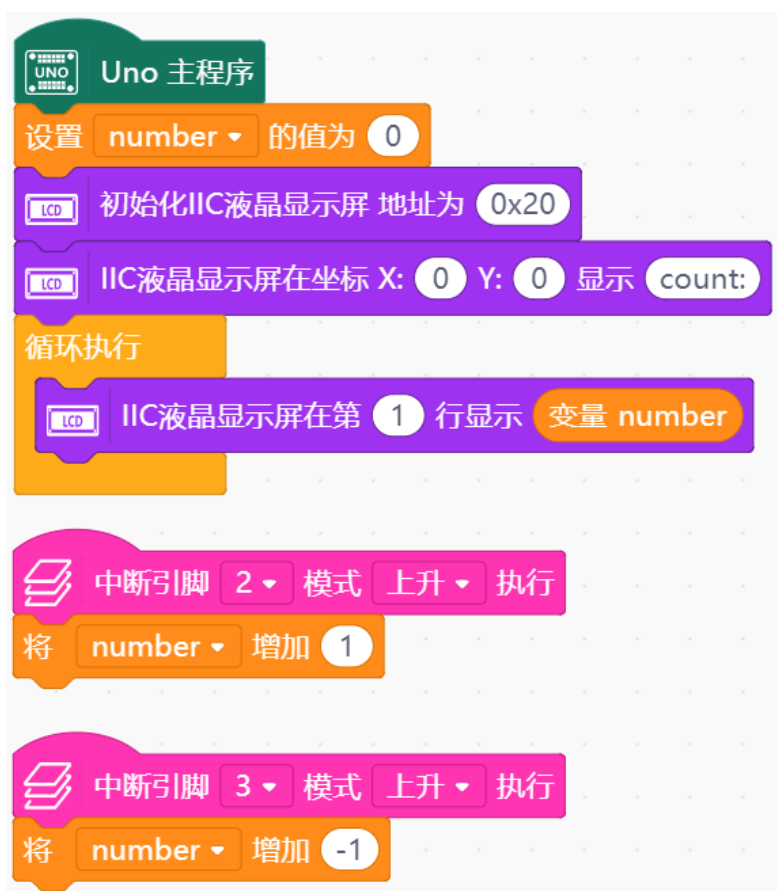 UNO Uno 主程序
设置 number 的值为 0
LCD 初始化IIC液晶显示屏 地址为 0x20
LCD IIC液晶显示屏在坐标 X: 0 Y: 0 显示 count:
循环执行
LCD IIC液晶显示屏在第 1 行显示 变量 number
中断引脚 2 模式 上升 执行
将 number 增加 1
中断引脚 3 模式 上升 执行
将 number 增加 -1